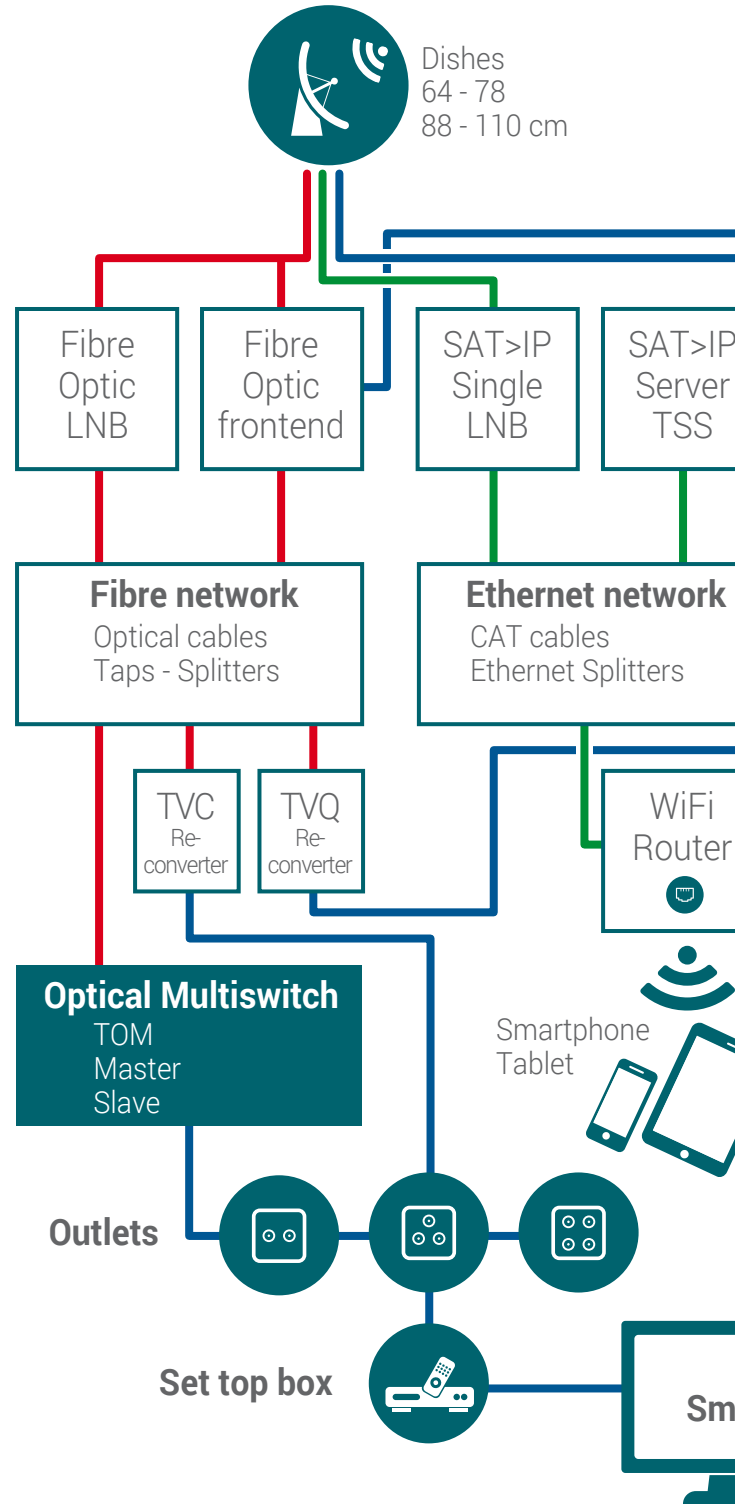 Dishes
64 - 78
88 - 110 cm
Fibre
Optic
LNB
Fibre
Optic
frontend
SAT>IP
Single
LNB
SAT>IP
Server
TSS
Fibre network
Optical cables
Taps - Splitters
Ethernet network
CAT cables
Ethernet Splitters
TVC
Re-
converter
TVQ
Re-
converter
WiFi
Router
Optical Multiswitch
TOM
Master
Slave
Smartphone
Tablet
Outlets
Set top box
Sm